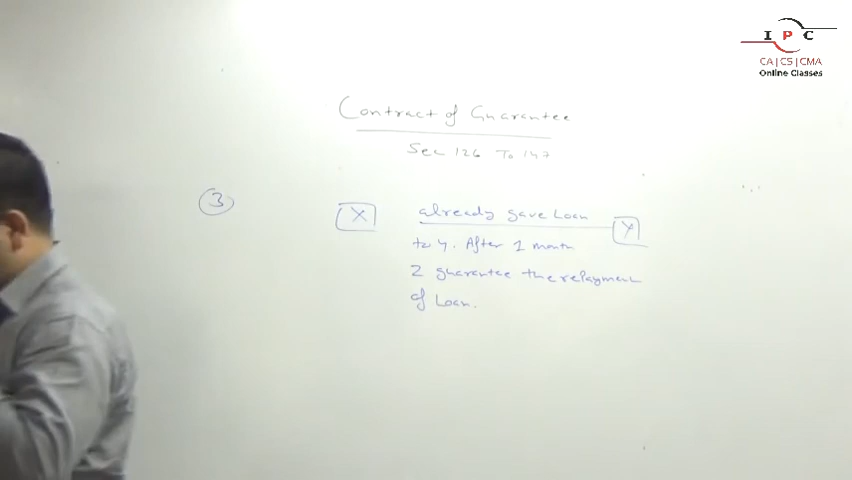 I P C
CA|CS|CMA
Online Classes
Contract of Guarantee
Sec 126 To 147
3
X already gave Loan Y
to Y. After 1 month
Z guarantee the repayment
of Loan.